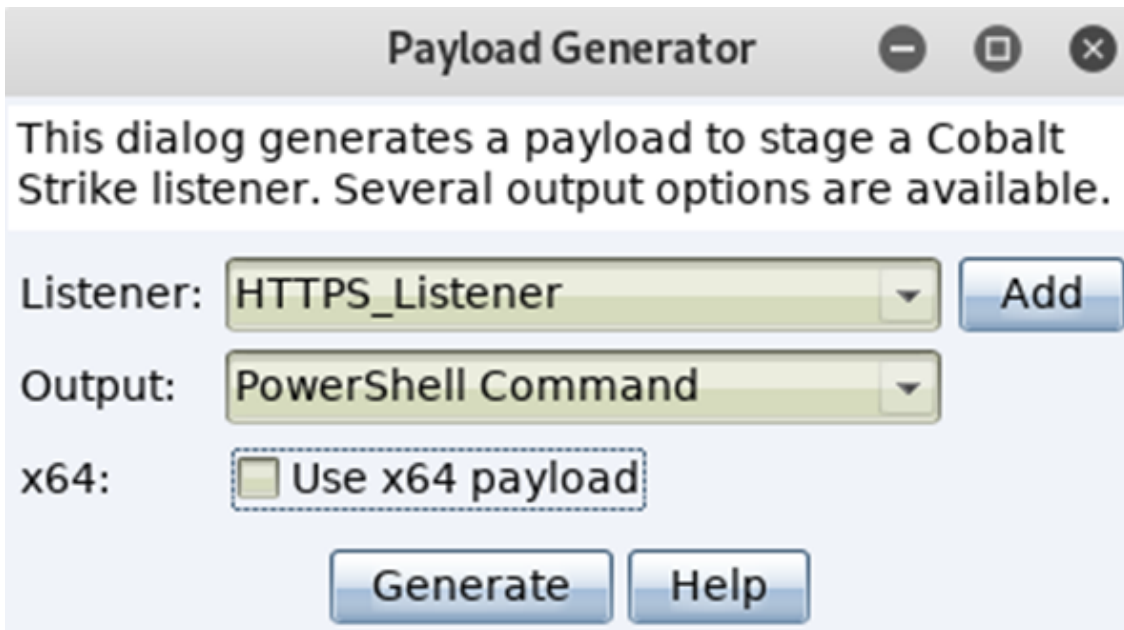 Payload Generator
This dialog generates a payload to stage a Cobalt
Strike listener. Several output options are available.
Listener: HTTPS_Listener Add
Output: PowerShell Command
x64: Use x64 payload
Generate Help